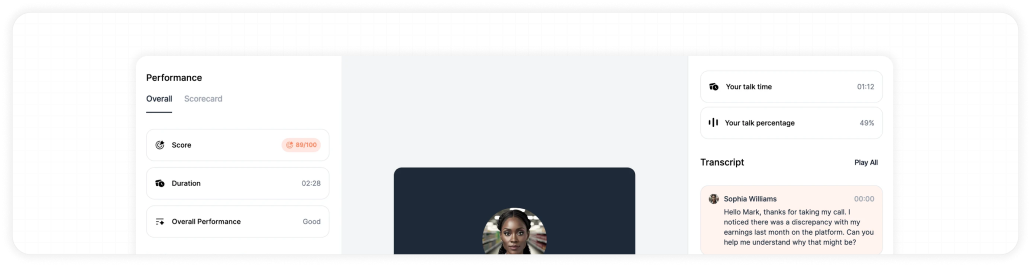 Performance
Overall Scorecard
Score 89/100
Duration 02:28
Overall Performance Good
Your talk time 01:12
Your talk percentage 49%
Transcript Play All
Sophia Williams 00:00
Hello Mark, thanks for taking my call. I
noticed there was a discrepancy with my
earnings last month on the platform. Can you
help me understand why that might be?